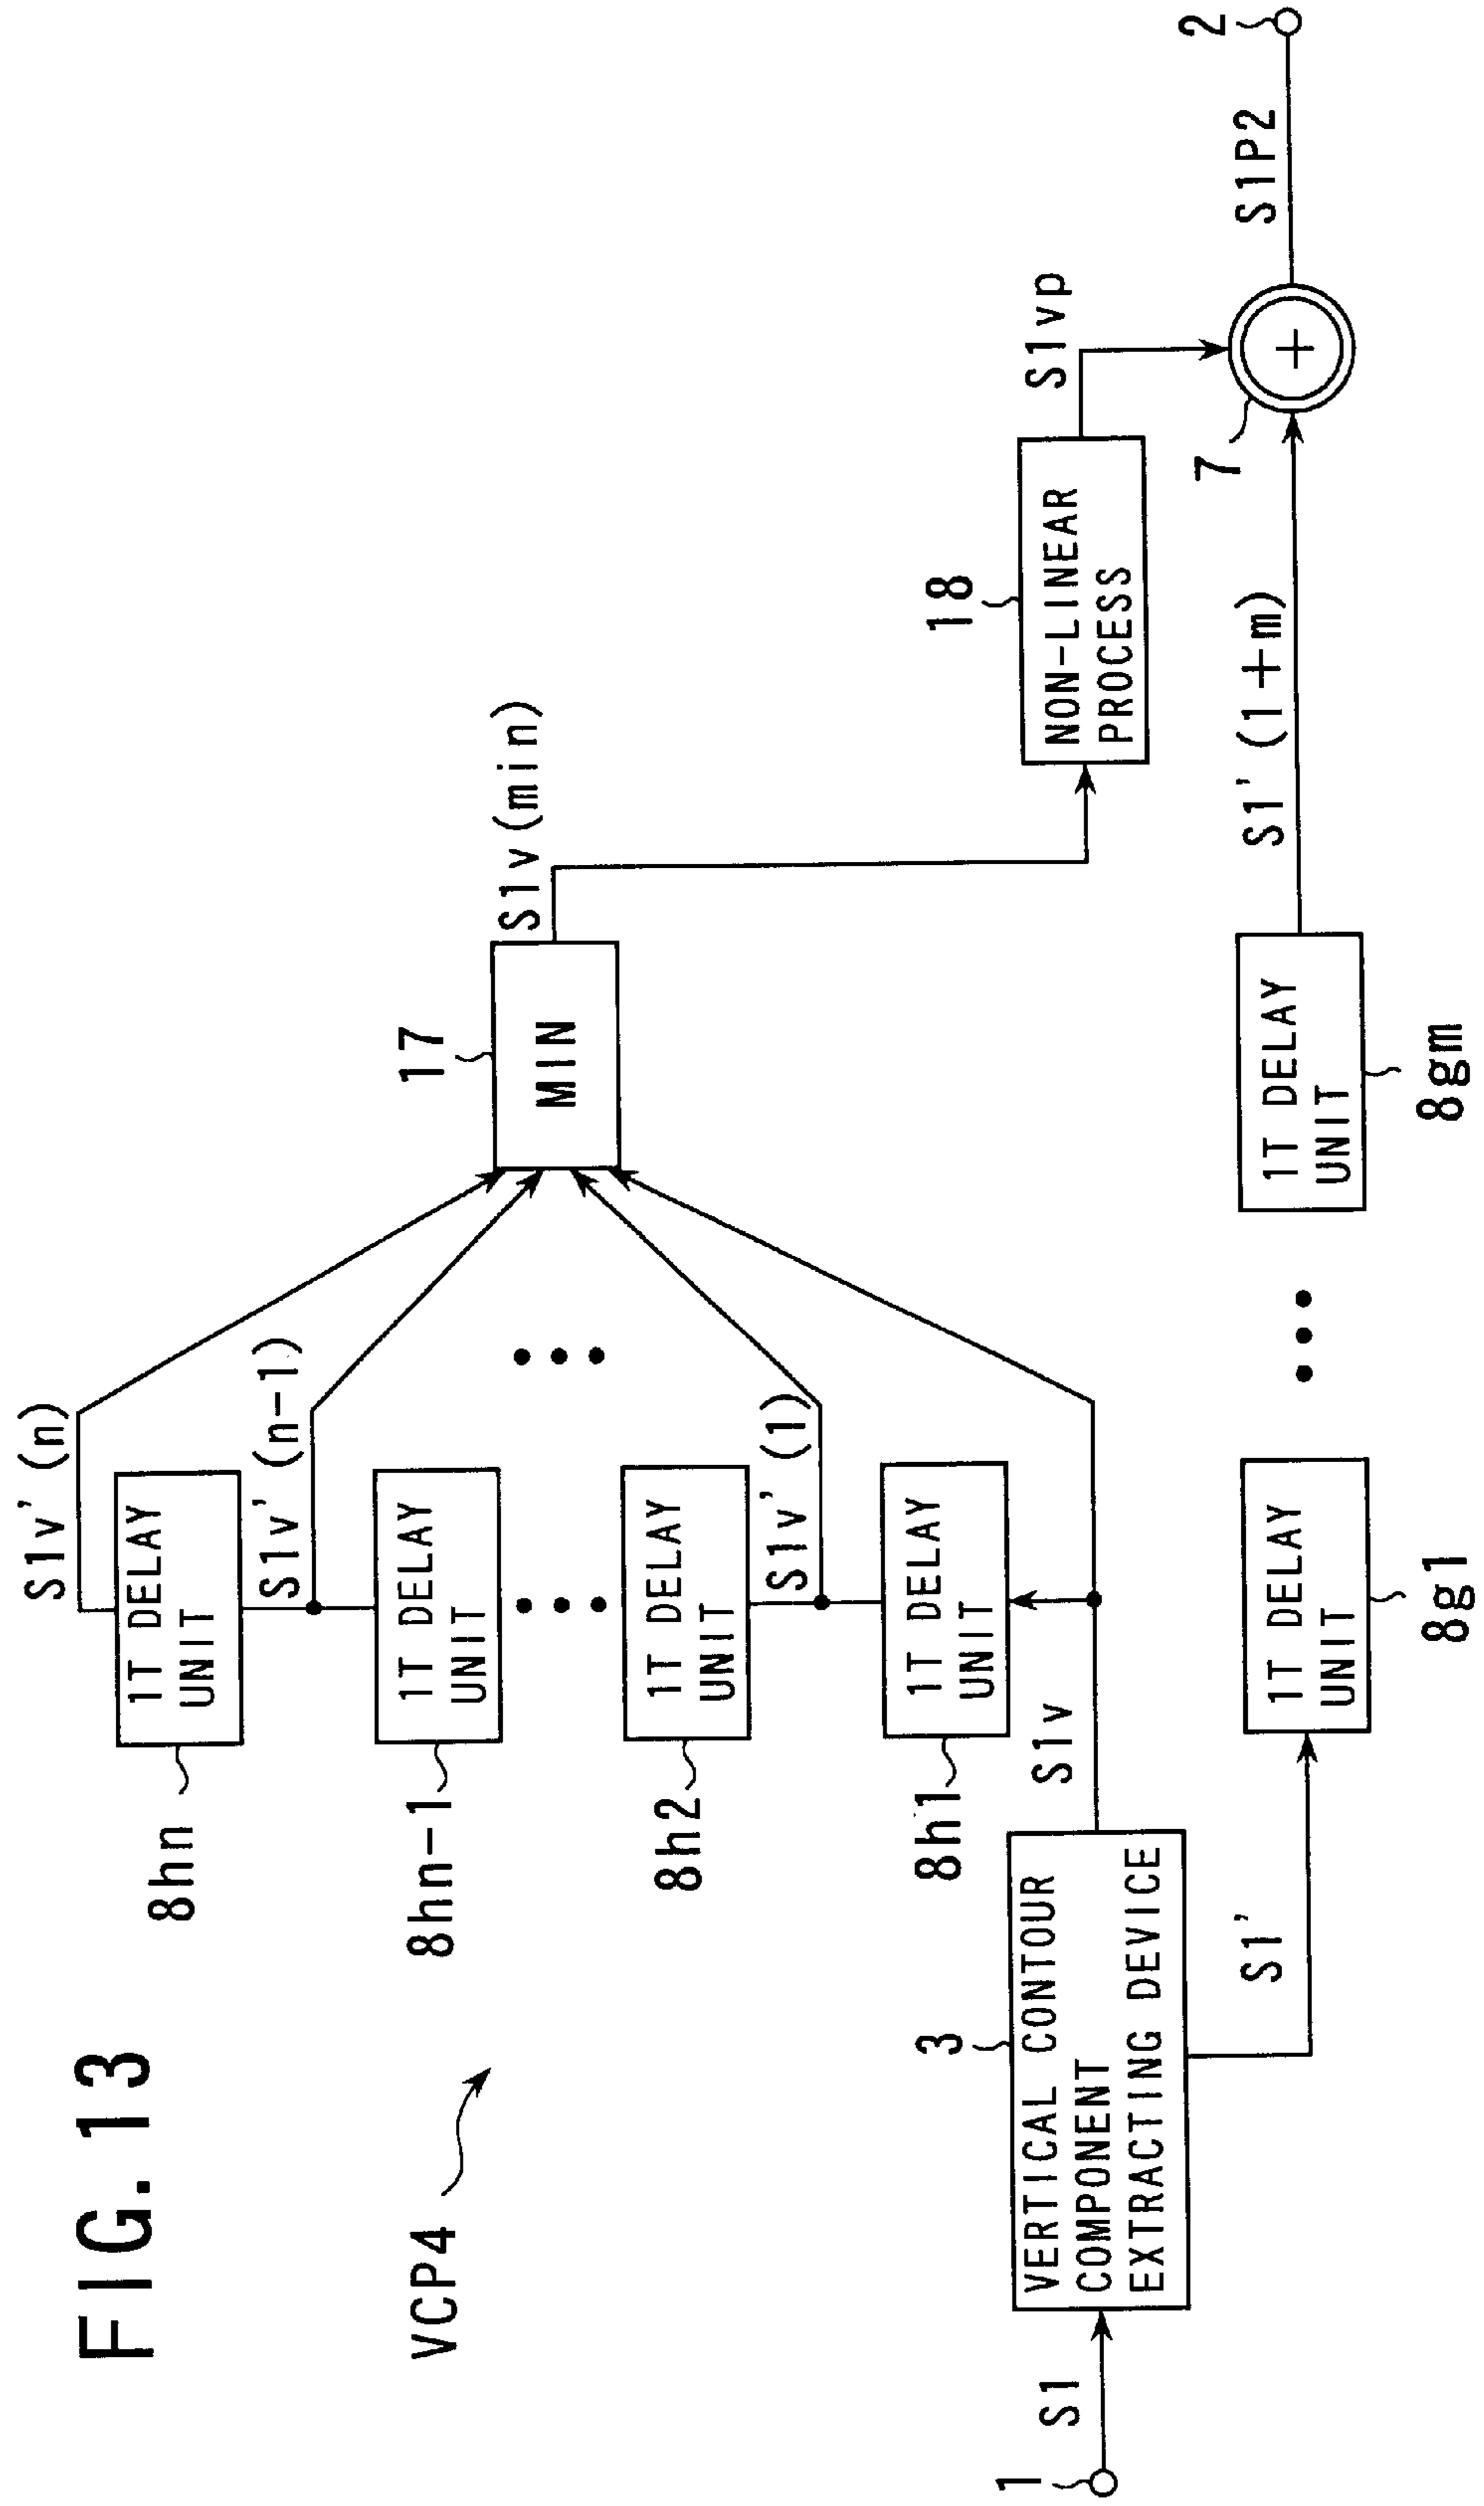 FIG. 13
VCP4
S1v'(n)
8hn
1T DELAY
UNIT
S1v'(n-1)
8hn-1
1T DELAY
UNIT
17
MIN
S1v(min)
8h2
1T DELAY
UNIT
S1v'(1)
8h1
1T DELAY
UNIT
18
NON-LINEAR
PROCESS
S1vp
1
S1
3
VERTICAL CONTOUR
COMPONENT
EXTRACTING DEVICE
S1v
S1'
1T DELAY
UNIT
8g1
1T DELAY
UNIT
8gm
S1'(1+m)
7
+
S1P2
2